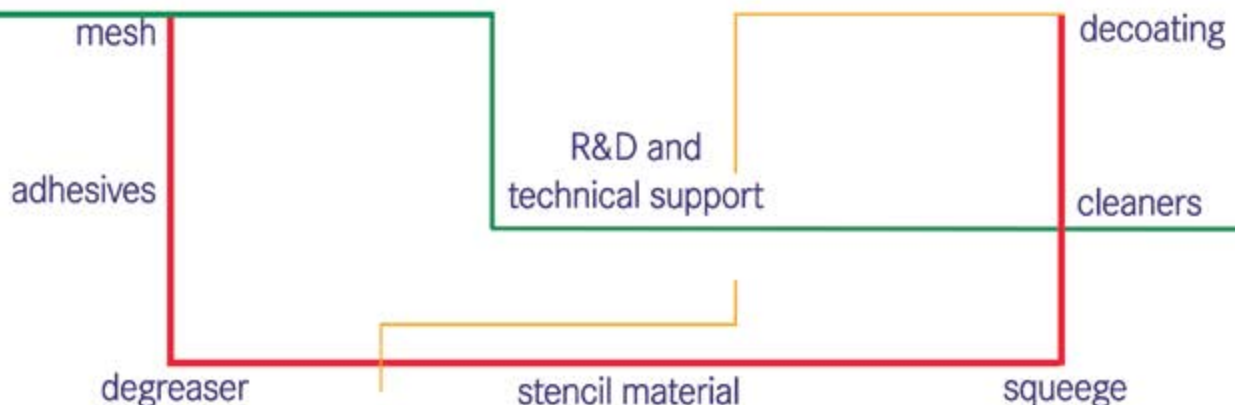 mesh
decoating
R&D and
technical support
adhesives
cleaners
degreaser
stencil material
squeege